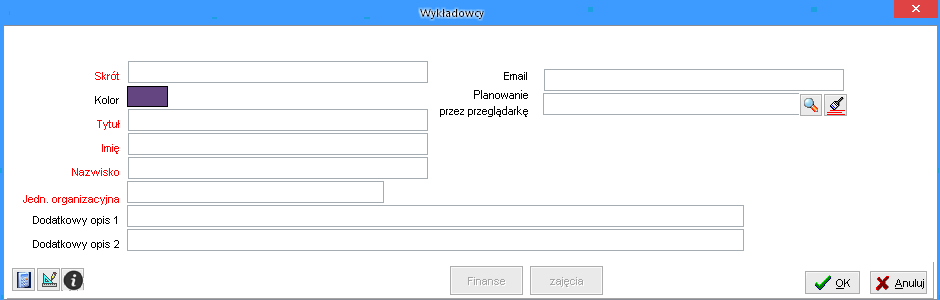 Wykładowcy
Skrót
Kolor
Tytuł
Imię
Nazwisko
Jedn. organizacyjna
Dodatkowy opis 1
Dodatkowy opis 2
Email
Planowanie
przez przeglądarkę
Finanse
zajęcia
OK
Anuluj